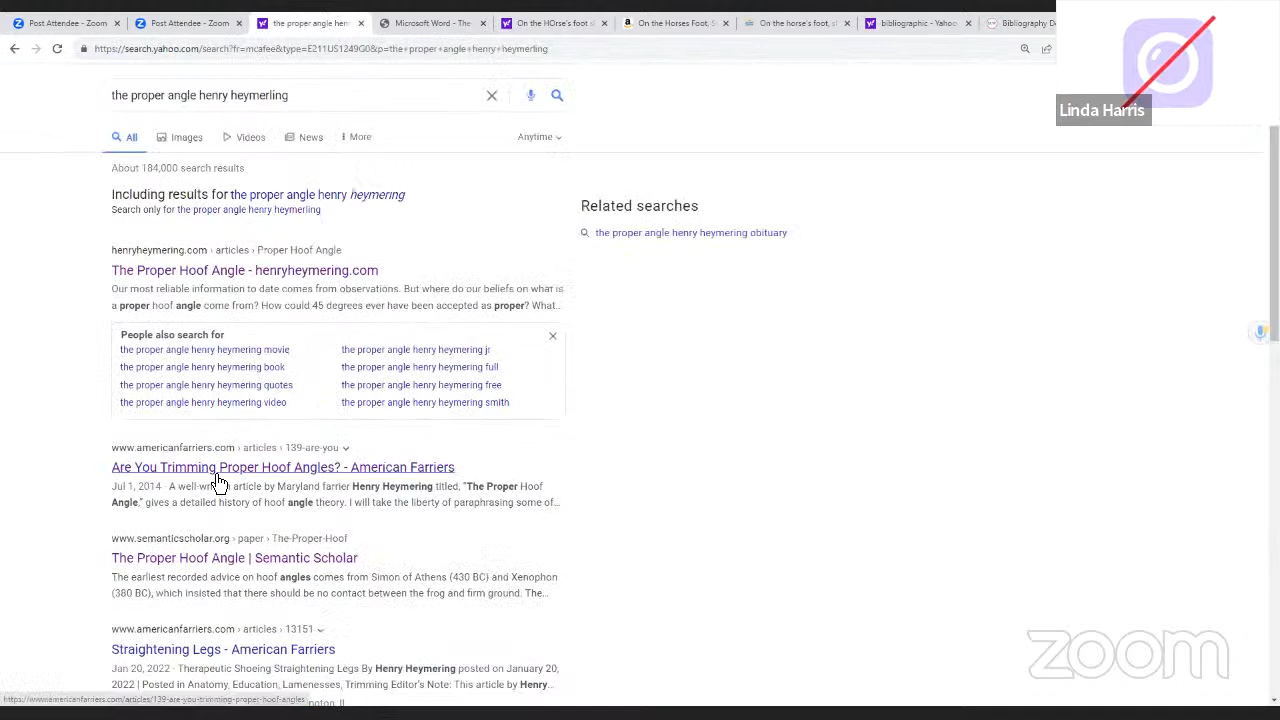 Post Attendee - Zoom
Post Attendee - Zoom
the proper angle henr
Microsoft Word - The
On the HOrse's foot s
On the Horses Foot, S
On the horse's foot, s
bibliographic - Yahoo
Bibliography De
https://search.yahoo.com/search?fr=mcafee&type=E211US1249G0&p=the+proper+angle+henry+heymerling
Linda Harris
the proper angle henry heymerling
All
Images
Videos
News
More
Anytime
About 184,000 search results
Including results for the proper angle henry heymering
Search only for the proper angle henry heymerling
Related searches
the proper angle henry heymering obituary
henryheymering.com › articles › Proper Hoof Angle
The Proper Hoof Angle - henryheymering.com
Our most reliable information to date comes from observations. But where do our beliefs on what is
a proper hoof angle come from? How could 45 degrees ever have been accepted as proper? What...
People also search for
the proper angle henry heymering movie
the proper angle henry heymering jr
the proper angle henry heymering book
the proper angle henry heymering full
the proper angle henry heymering quotes
the proper angle henry heymering free
the proper angle henry heymering video
the proper angle henry heymering smith
www.americanfarriers.com › articles › 139-are-you
Are You Trimming Proper Hoof Angles? - American Farriers
Jul 1, 2014 · A article by Maryland farrier Henry Heymering titled, "The Proper Hoof
Angle," gives a detailed history of hoof angle theory. I will take the liberty of paraphrasing some of...
www.semanticscholar.org › paper › The-Proper-Hoof
The Proper Hoof Angle | Semantic Scholar
The earliest recorded advice on hoof angles comes from Simon of Athens (430 BC) and Xenophon
(380 BC), which insisted that there should be no contact between the frog and firm ground. The...
www.americanfarriers.com › articles › 13151
Straightening Legs - American Farriers
Jan 20, 2022 · Therapeutic Shoeing Straightening Legs By Henry Heymering posted on January 20,
2022 | Posted in Anatomy, Education, Lamenesses, Trimming Editor's Note: This article by Henry...
https://www.americanfarriers.com/articles/139-are-you-trimming-proper-hoof-angles
zoom